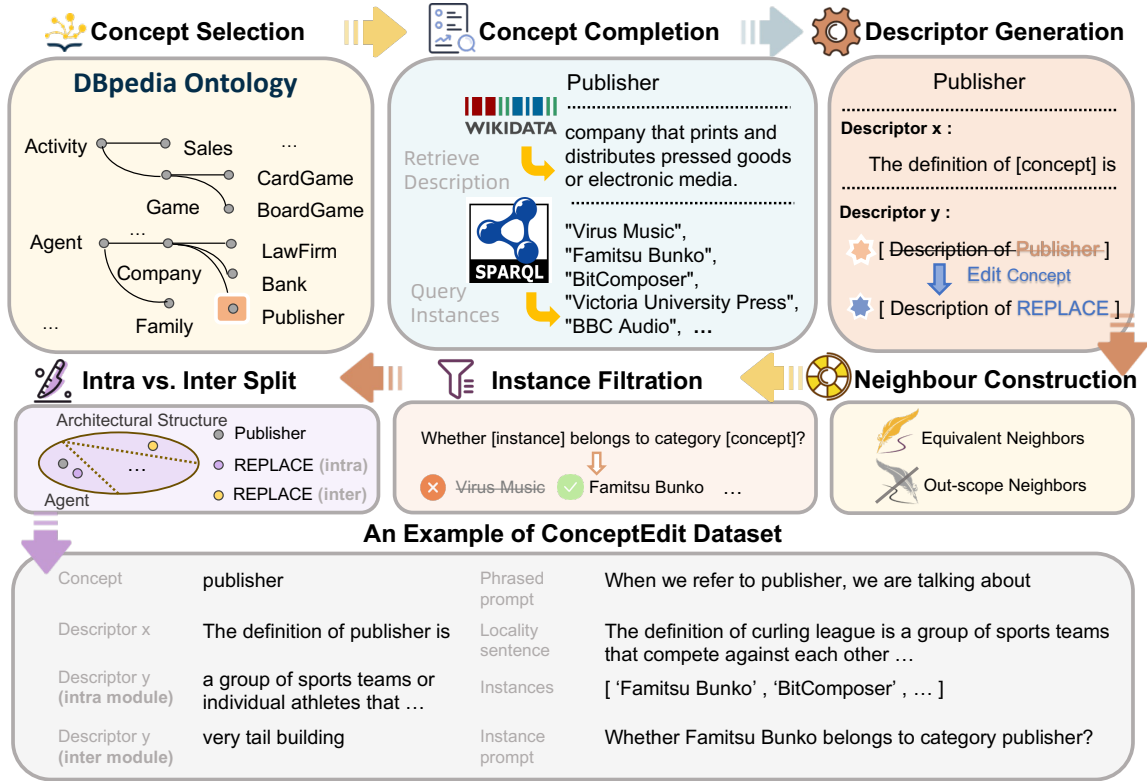 Concept Selection
Concept Completion
Descriptor Generation
DBpedia Ontology
Activity
Sales
...
CardGame
Game
BoardGame
Agent
...
LawFirm
Company
Bank
Publisher
...
Family
Publisher
WIKIDATA
Retrieve
Description
company that prints and
distributes pressed goods
or electronic media.
SPARQL
Query
Instances
"Virus Music",
"Famitsu Bunko",
"BitComposer",
"Victoria University Press",
"BBC Audio", ...
Publisher
Descriptor x :
The definition of [concept] is
Descriptor y :
[ Description of Publisher ]
Edit Concept
[ Description of REPLACE ]
Intra vs. Inter Split
Instance Filtration
Neighbour Construction
Architectural Structure
...
Agent
Publisher
REPLACE (intra)
REPLACE (inter)
Whether [instance] belongs to category [concept]?
Virus Music
Famitsu Bunko
...
Equivalent Neighbors
Out-scope Neighbors
An Example of ConceptEdit Dataset
Concept
publisher
Descriptor x
The definition of publisher is
Descriptor y
(intra module)
a group of sports teams or
individual athletes that ...
Descriptor y
(inter module)
very tail building
Phrased
prompt
When we refer to publisher, we are talking about
Locality
sentence
The definition of curling league is a group of sports teams
that compete against each other ...
Instances
[ ‘Famitsu Bunko’ , ‘BitComposer’ , ... ]
Instance
prompt
Whether Famitsu Bunko belongs to category publisher?